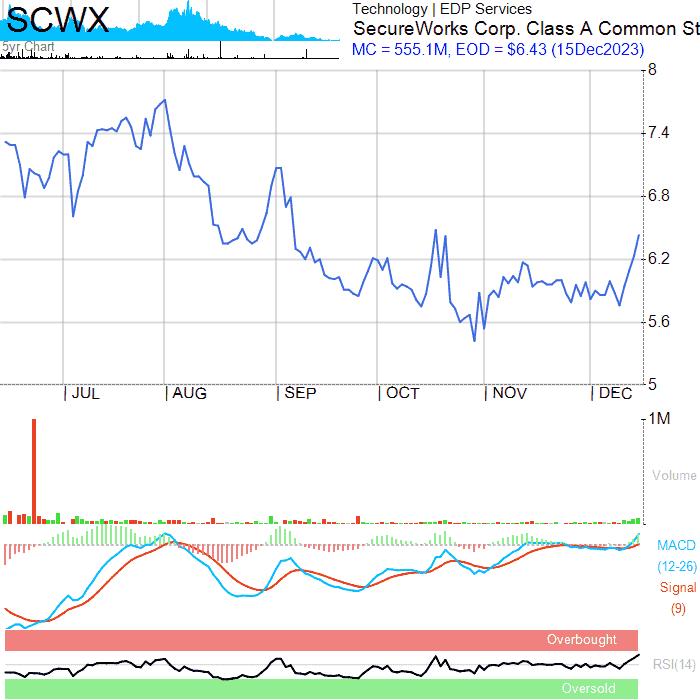 SCWX
5yr.Chart
Technology | EDP Services
SecureWorks Corp. Class A Common St
MC = 555.1M, EOD = $6.43 (15Dec2023)
8
7.4
6.8
6.2
5.6
5
JUL AUG SEP OCT NOV DEC
1M
Volume
MACD
(12-26)
Signal
(9)
Overbought
RSI(14)
Oversold